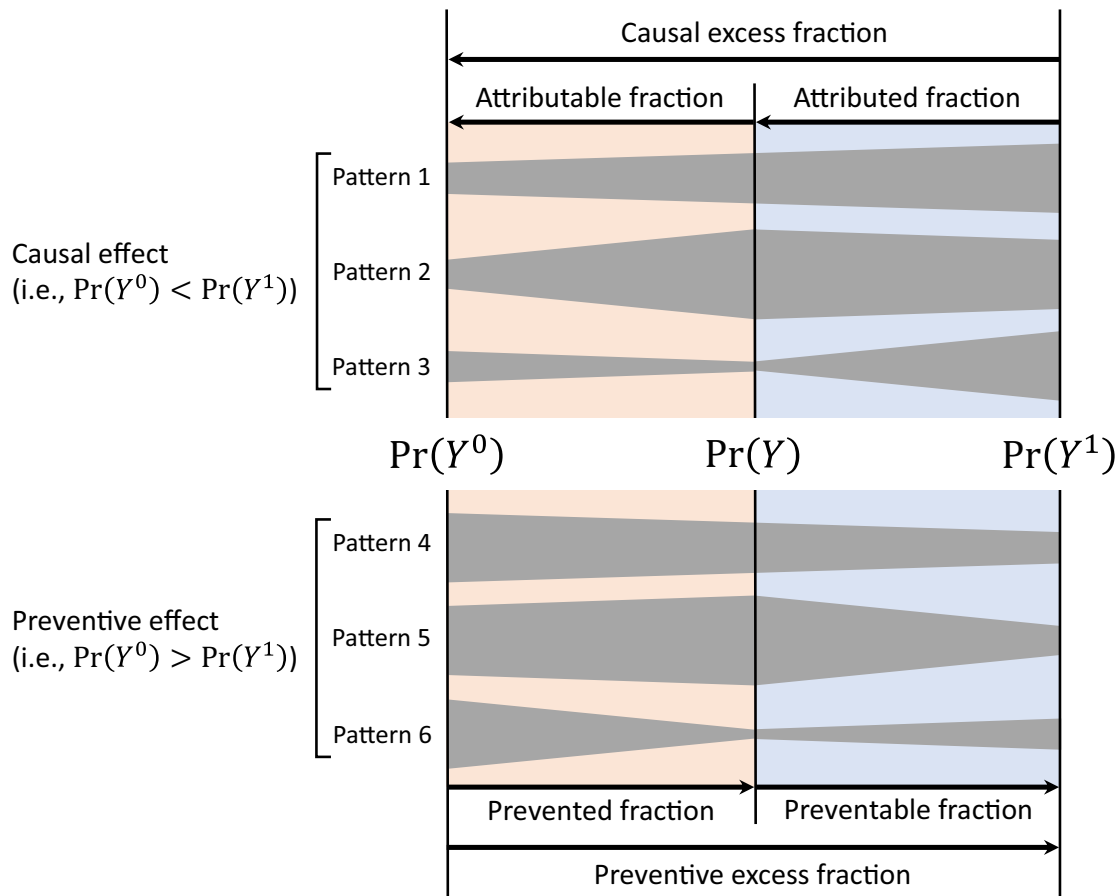 Causal excess fraction
Attributable fraction
Attributed fraction
Pattern 1
Causal effect
(i.e., Pr(Y⁰) < Pr(Y¹))
Pattern 2
Pattern 3
Pr(Y⁰)
Pr(Y)
Pr(Y¹)
Pattern 4
Preventive effect
(i.e., Pr(Y⁰) > Pr(Y¹))
Pattern 5
Pattern 6
Prevented fraction
Preventable fraction
Preventive excess fraction